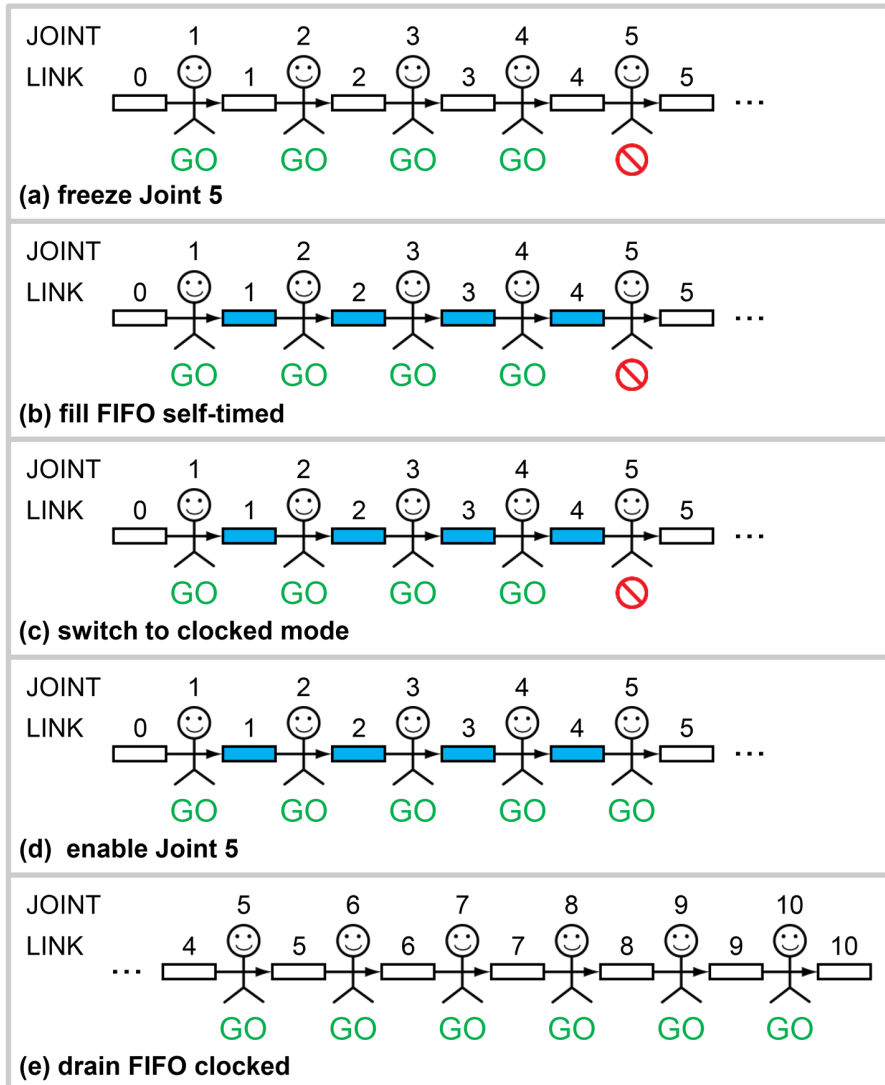 JOINT 1 2 3 4 5
LINK 0 1 2 3 4 5 ...
GO GO GO GO
(a) freeze Joint 5
JOINT 1 2 3 4 5
LINK 0 1 2 3 4 5 ...
GO GO GO GO
(b) fill FIFO self-timed
JOINT 1 2 3 4 5
LINK 0 1 2 3 4 5 ...
GO GO GO GO
(c) switch to clocked mode
JOINT 1 2 3 4 5
LINK 0 1 2 3 4 5 ...
GO GO GO GO GO
(d) enable Joint 5
JOINT 5 6 7 8 9 10
LINK ... 4 5 6 7 8 9 10
GO GO GO GO GO GO
(e) drain FIFO clocked